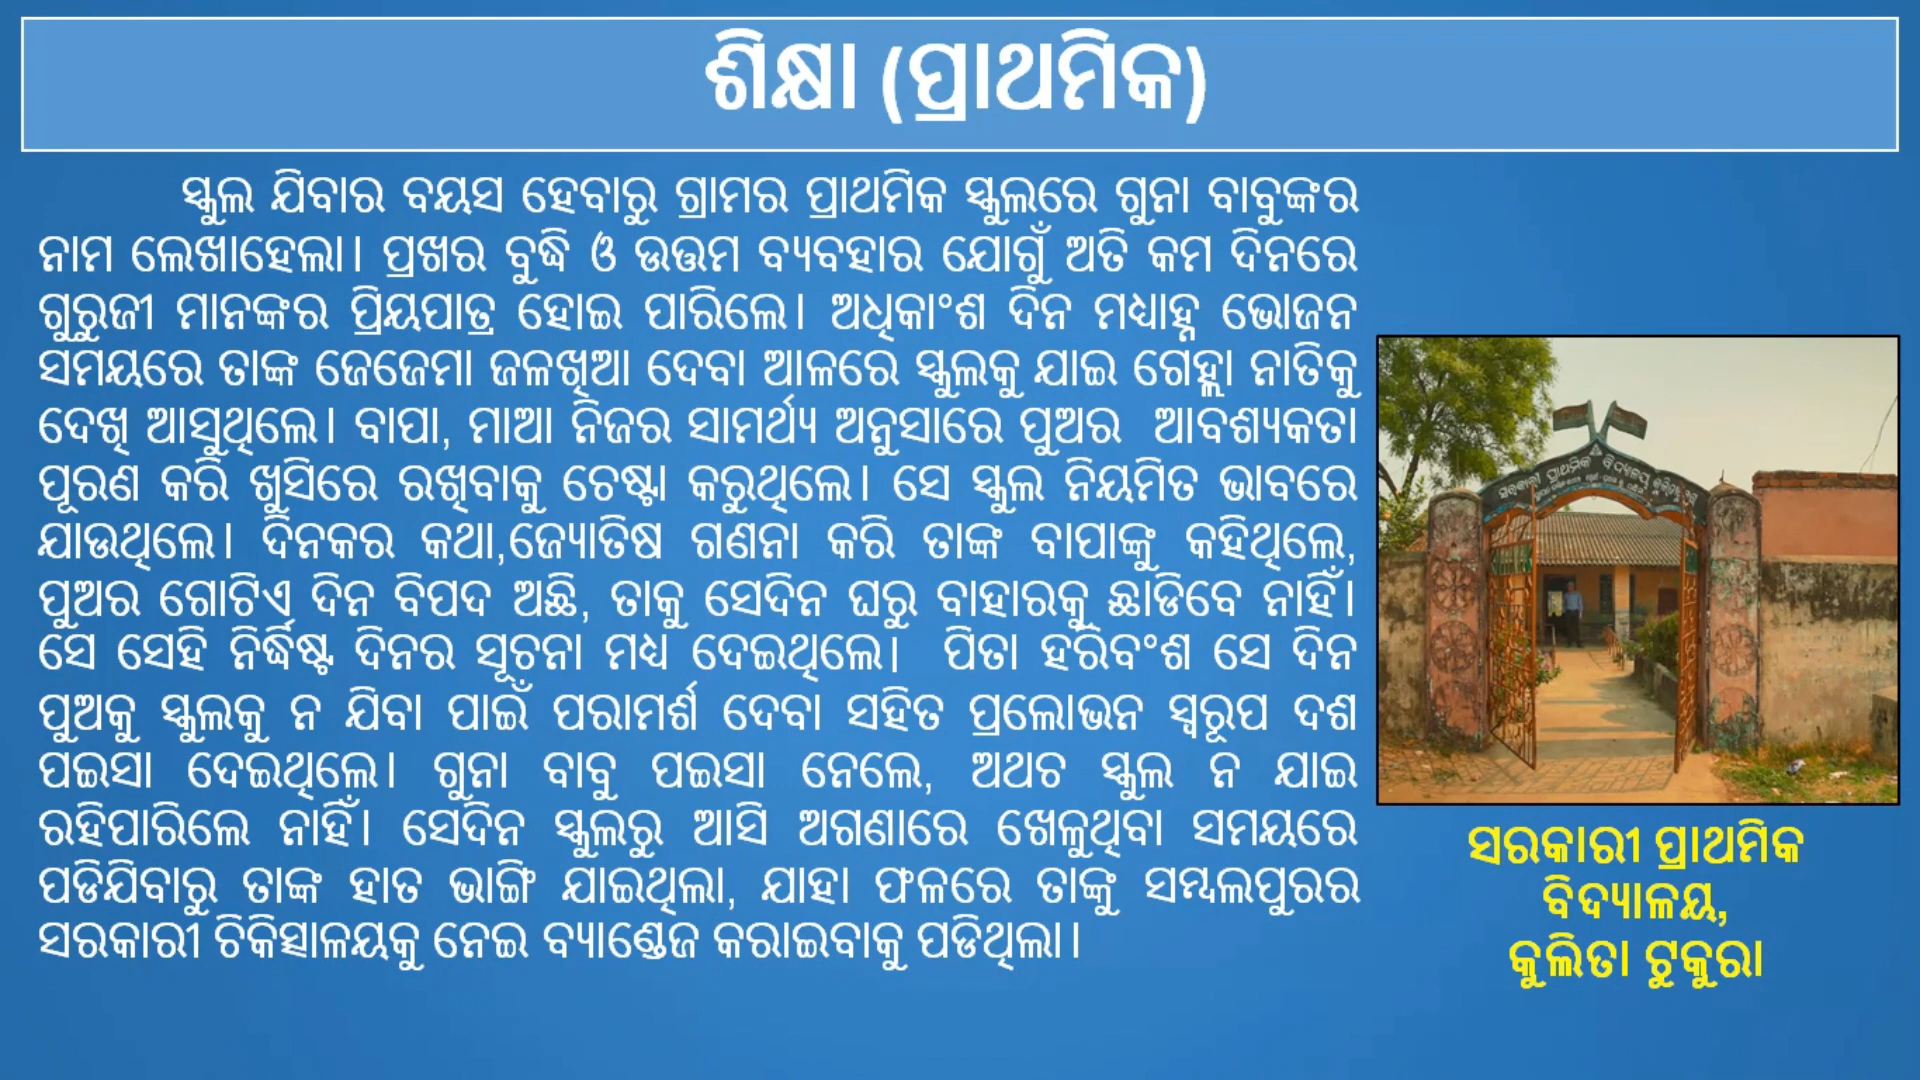 ଶିକ୍ଷା (ପ୍ରାଥମିକ)
ସ୍କୁଲ ଯିବାର ବୟସ ହେବାରୁ ଗ୍ରାମର ପ୍ରାଥମିକ ସ୍କୁଲରେ ଗୁନା ବାବୁଙ୍କର
ନାମ ଲେଖାହେଲା। ପ୍ରଖର ବୁଦ୍ଧି ଓ ଉତ୍ତମ ବ୍ୟବହାର ଯୋଗୁଁ ଅତି କମ ଦିନରେ
ଗୁରୁଜୀ ମାନଙ୍କର ପ୍ରିୟପାତ୍ର ହୋଇ ପାରିଲେ। ଅଧିକାଂଶ ଦିନ ମଧ୍ୟାହ୍ନ ଭୋଜନ
ସମୟରେ ତାଙ୍କ ଜେଜେମା ଜଳଖିଆ ଦେବା ଆଳରେ ସ୍କୁଲକୁ ଯାଇ ଗେହ୍ଲା ନାତିକୁ
ଦେଖି ଆସୁଥିଲେ। ବାପା, ମାଆ ନିଜର ସାମର୍ଥ୍ୟ ଅନୁସାରେ ପୁଅର ଆବଶ୍ୟକତା
ପୂରଣ କରି ଖୁସିରେ ରଖିବାକୁ ଚେଷ୍ଟା କରୁଥିଲେ। ସେ ସ୍କୁଲ ନିୟମିତ ଭାବରେ
ଯାଉଥିଲେ। ଦିନକର କଥା,ଜ୍ୟୋତିଷ ଗଣନା କରି ତାଙ୍କ ବାପାଙ୍କୁ କହିଥିଲେ,
ପୁଅର ଗୋଟିଏ ଦିନ ବିପଦ ଅଛି, ତାକୁ ସେଦିନ ଘରୁ ବାହାରକୁ ଛାଡିବେ ନାହିଁ।
ସେ ସେହି ନିର୍ଦ୍ଧିଷ୍ଟ ଦିନର ସୂଚନା ମଧ୍ୟ ଦେଇଥିଲେ। ପିତା ହରିବଂଶ ସେ ଦିନ
ପୁଅକୁ ସ୍କୁଲକୁ ନ ଯିବା ପାଇଁ ପରାମର୍ଶ ଦେବା ସହିତ ପ୍ରଲୋଭନ ସ୍ୱରୂପ ଦଶ
ପଇସା ଦେଇଥିଲେ। ଗୁନା ବାବୁ ପଇସା ନେଲେ, ଅଥଚ ସ୍କୁଲ ନ ଯାଇ
ରହିପାରିଲେ ନାହିଁ। ସେଦିନ ସ୍କୁଲରୁ ଆସି ଅଗଣାରେ ଖେଳୁଥିବା ସମୟରେ
ପଡିଯିବାରୁ ତାଙ୍କ ହାତ ଭାଙ୍ଗି ଯାଇଥିଲା, ଯାହା ଫଳରେ ତାଙ୍କୁ ସମ୍ବଲପୁରର
ସରକାରୀ ଚିକିତ୍ସାଳୟକୁ ନେଇ ବ୍ୟାଣ୍ଡେଜ କରାଇବାକୁ ପଡିଥିଲା।
ସରକାରୀ ପ୍ରାଥମିକ ବିଦ୍ୟାଳୟ
ସରକାରୀ ପ୍ରାଥମିକ
ବିଦ୍ୟାଳୟ,
କୁଲିତା ଟୁକୁରା